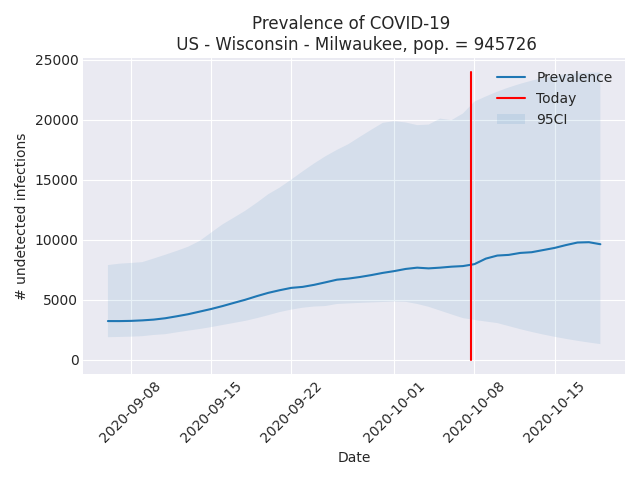 Prevalence of COVID-19
US - Wisconsin - Milwaukee, pop. = 945726
25000
20000
15000
10000
5000
0
# undetected infections
Prevalence
Today
95CI
2020-09-08
2020-09-15
2020-09-22
2020-10-01
2020-10-08
2020-10-15
Date